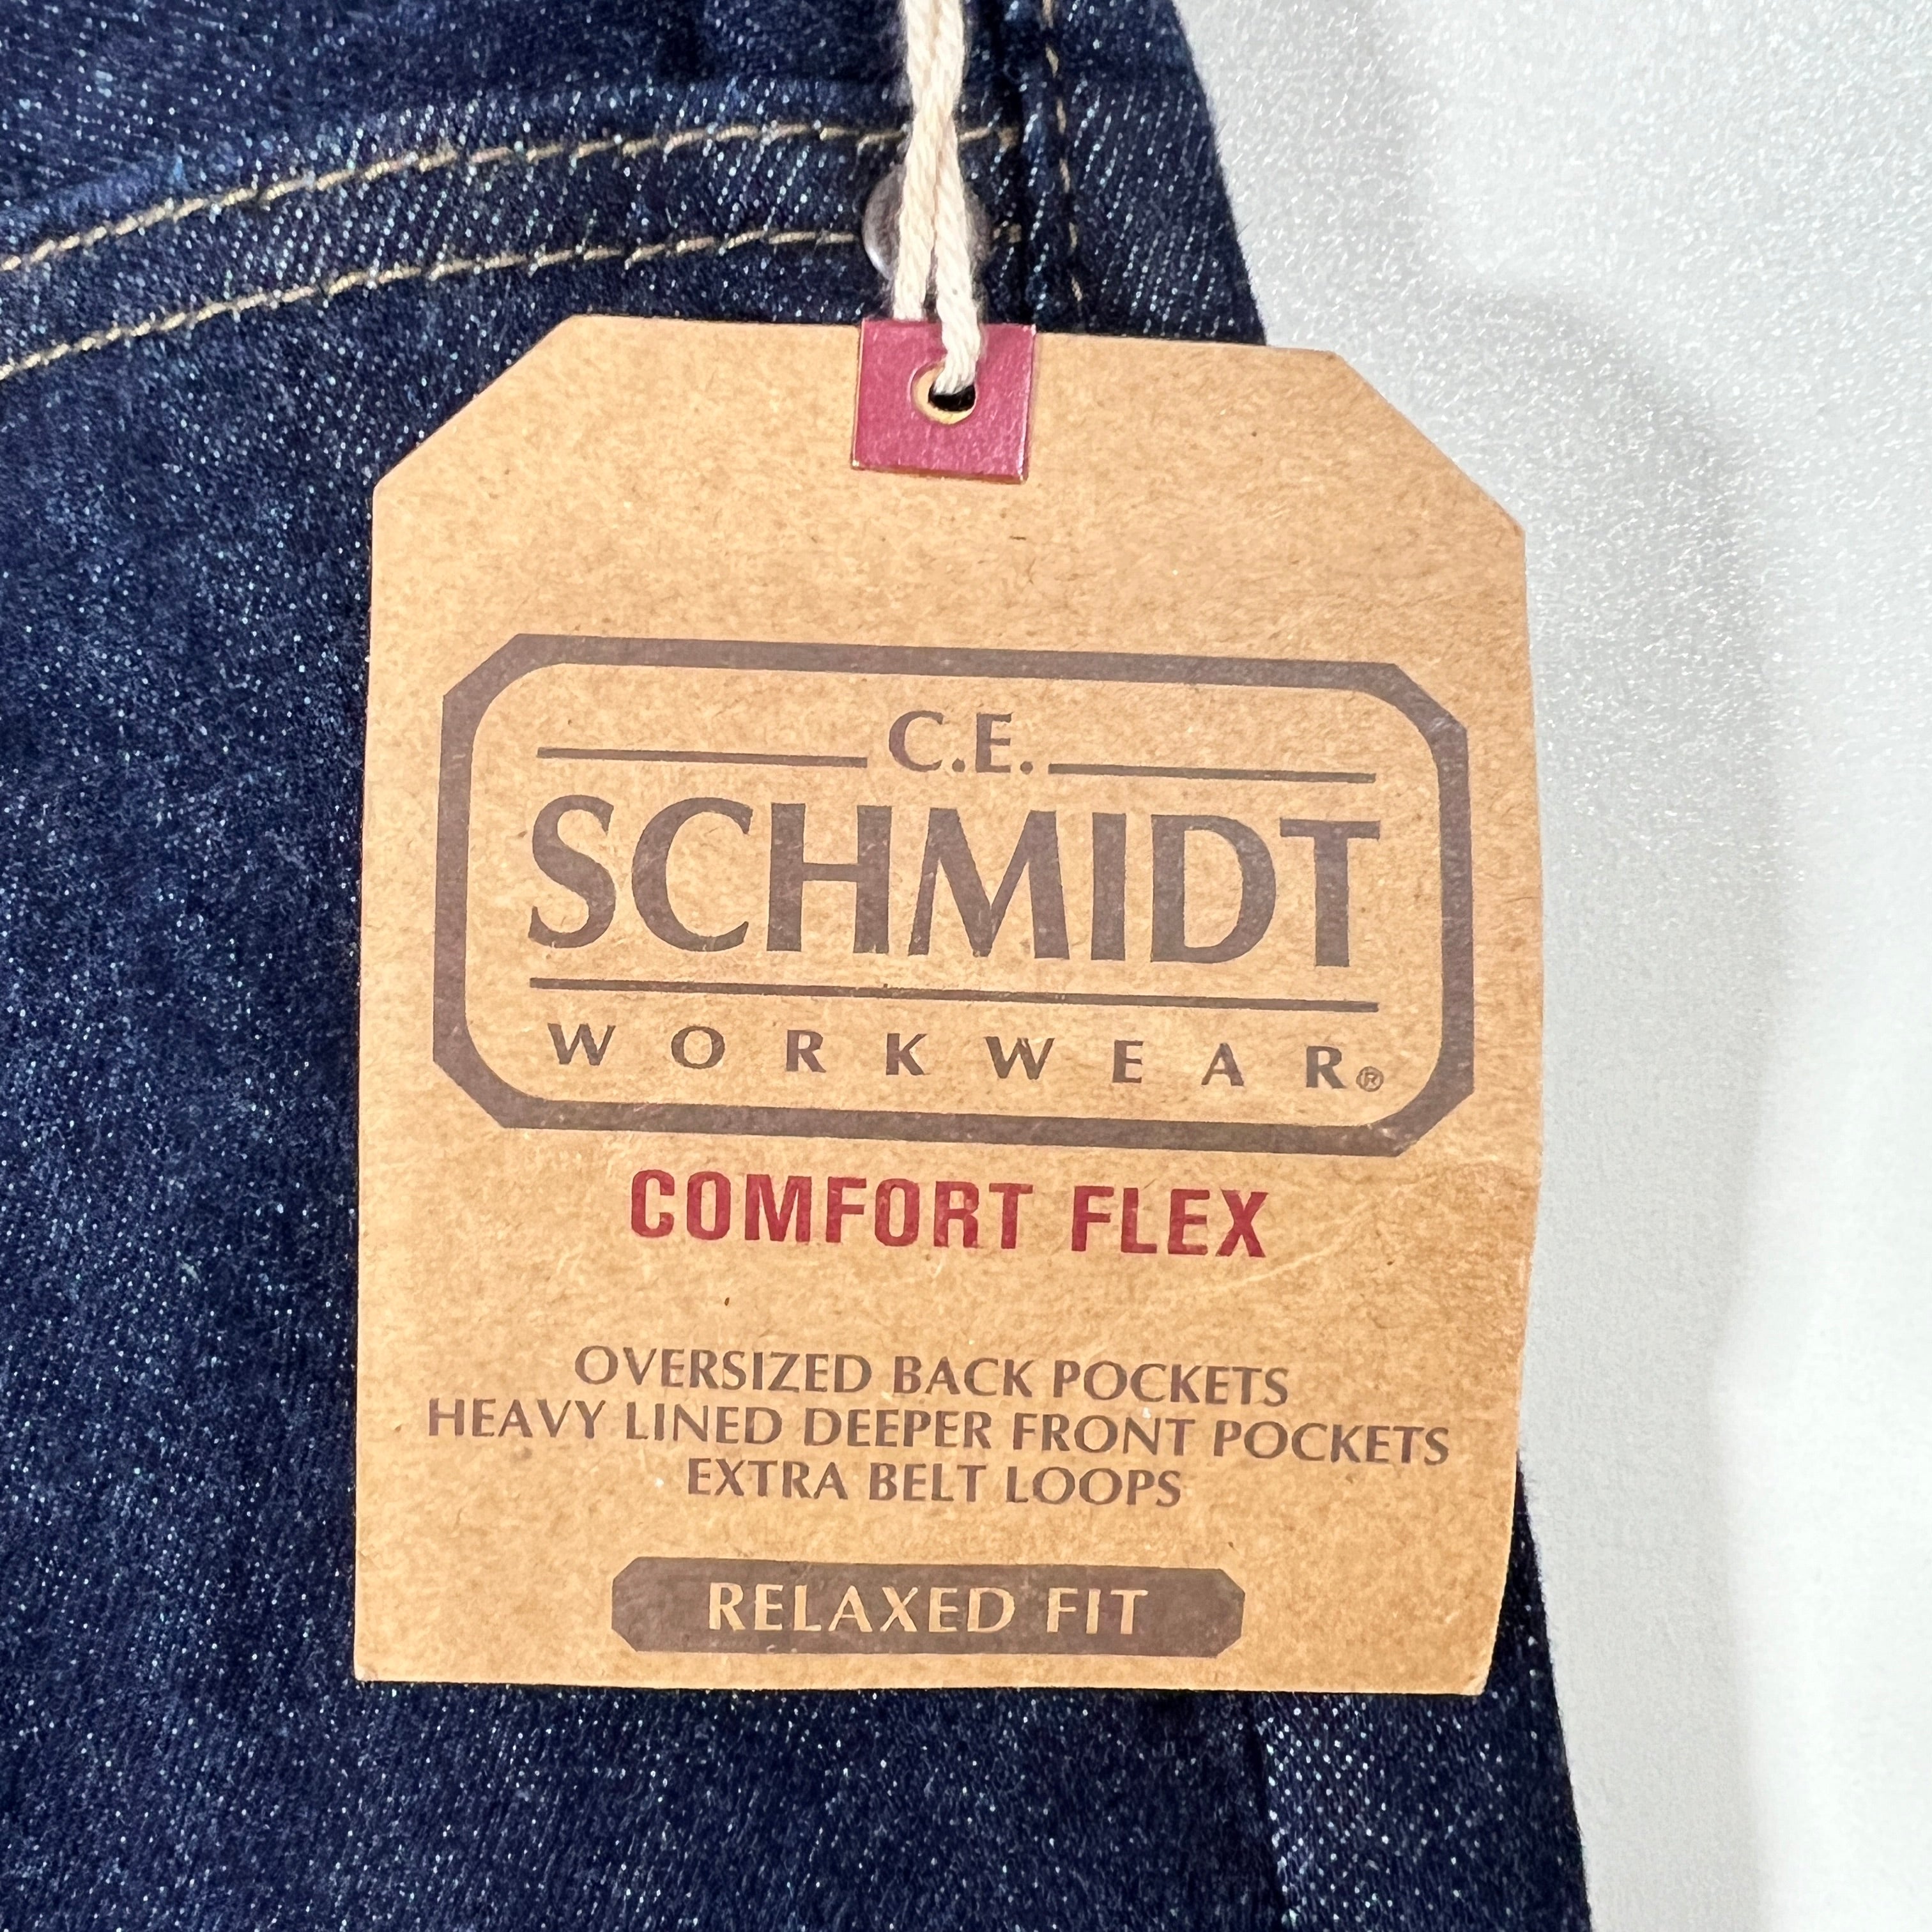 C.E.
SCHMIDT
WORKWEAR®
COMFORT FLEX
OVERSIZED BACK POCKETS
HEAVY LINED DEEPER FRONT POCKETS
EXTRA BELT LOOPS
RELAXED FIT